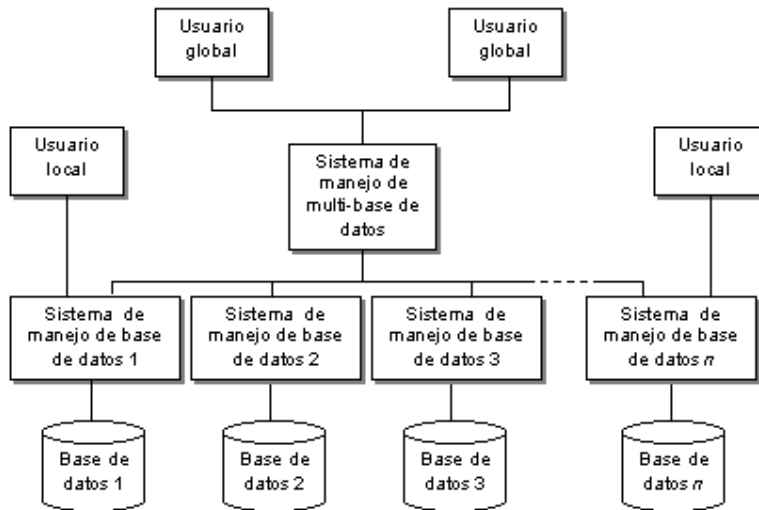 Usuario
global
Usuario
global
Usuario
local
Sistema de
manejo de
multi-base de
datos
Usuario
local
Sistema de
manejo de base
de datos 1
Sistema de
manejo de base
de datos 2
Sistema de
manejo de base
de datos 3
Sistema de
manejo de base
de datos n
Base de
datos 1
Base de
datos 2
Base de
datos 3
Base de
datos n